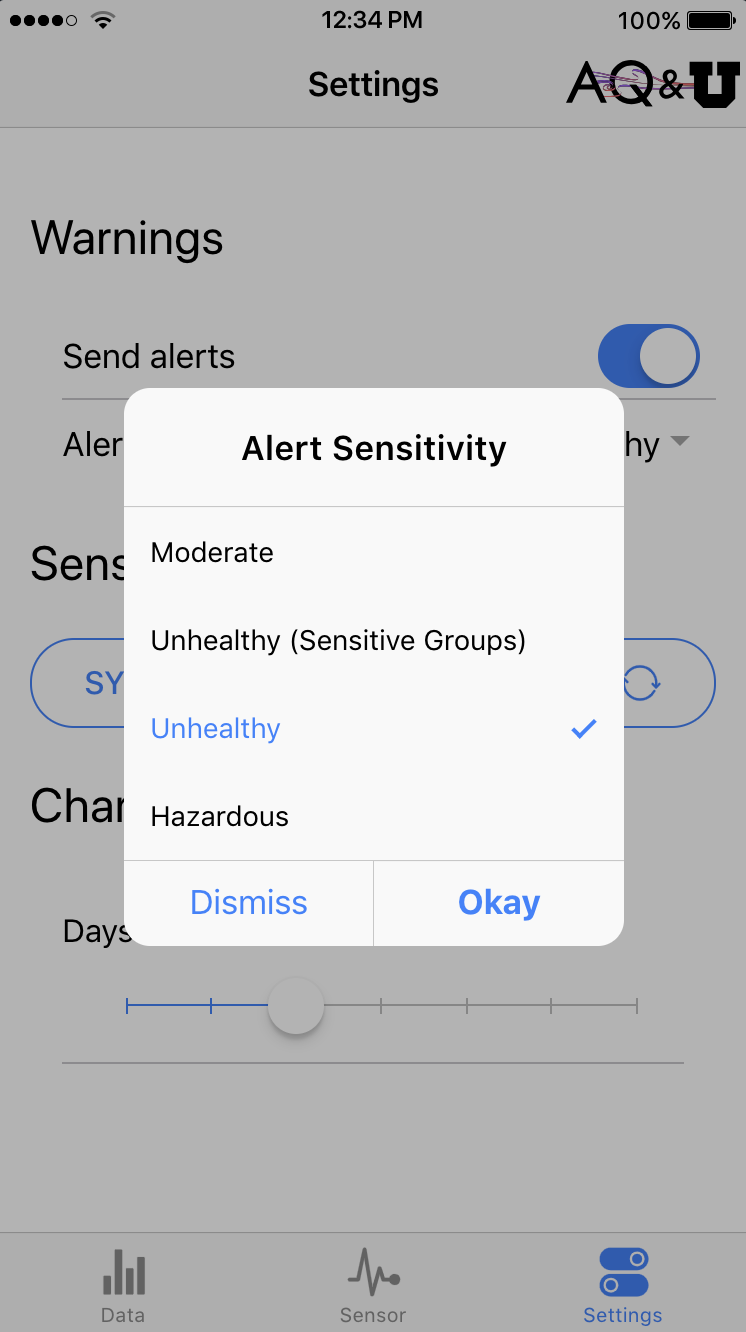 12:34 PM
100%
Settings
AQ&U
Warnings
Send alerts
Aler
hy
Alert Sensitivity
Moderate
Unhealthy (Sensitive Groups)
Unhealthy
Hazardous
Dismiss
Okay
Sens
SY
Char
Days
Data
Sensor
Settings